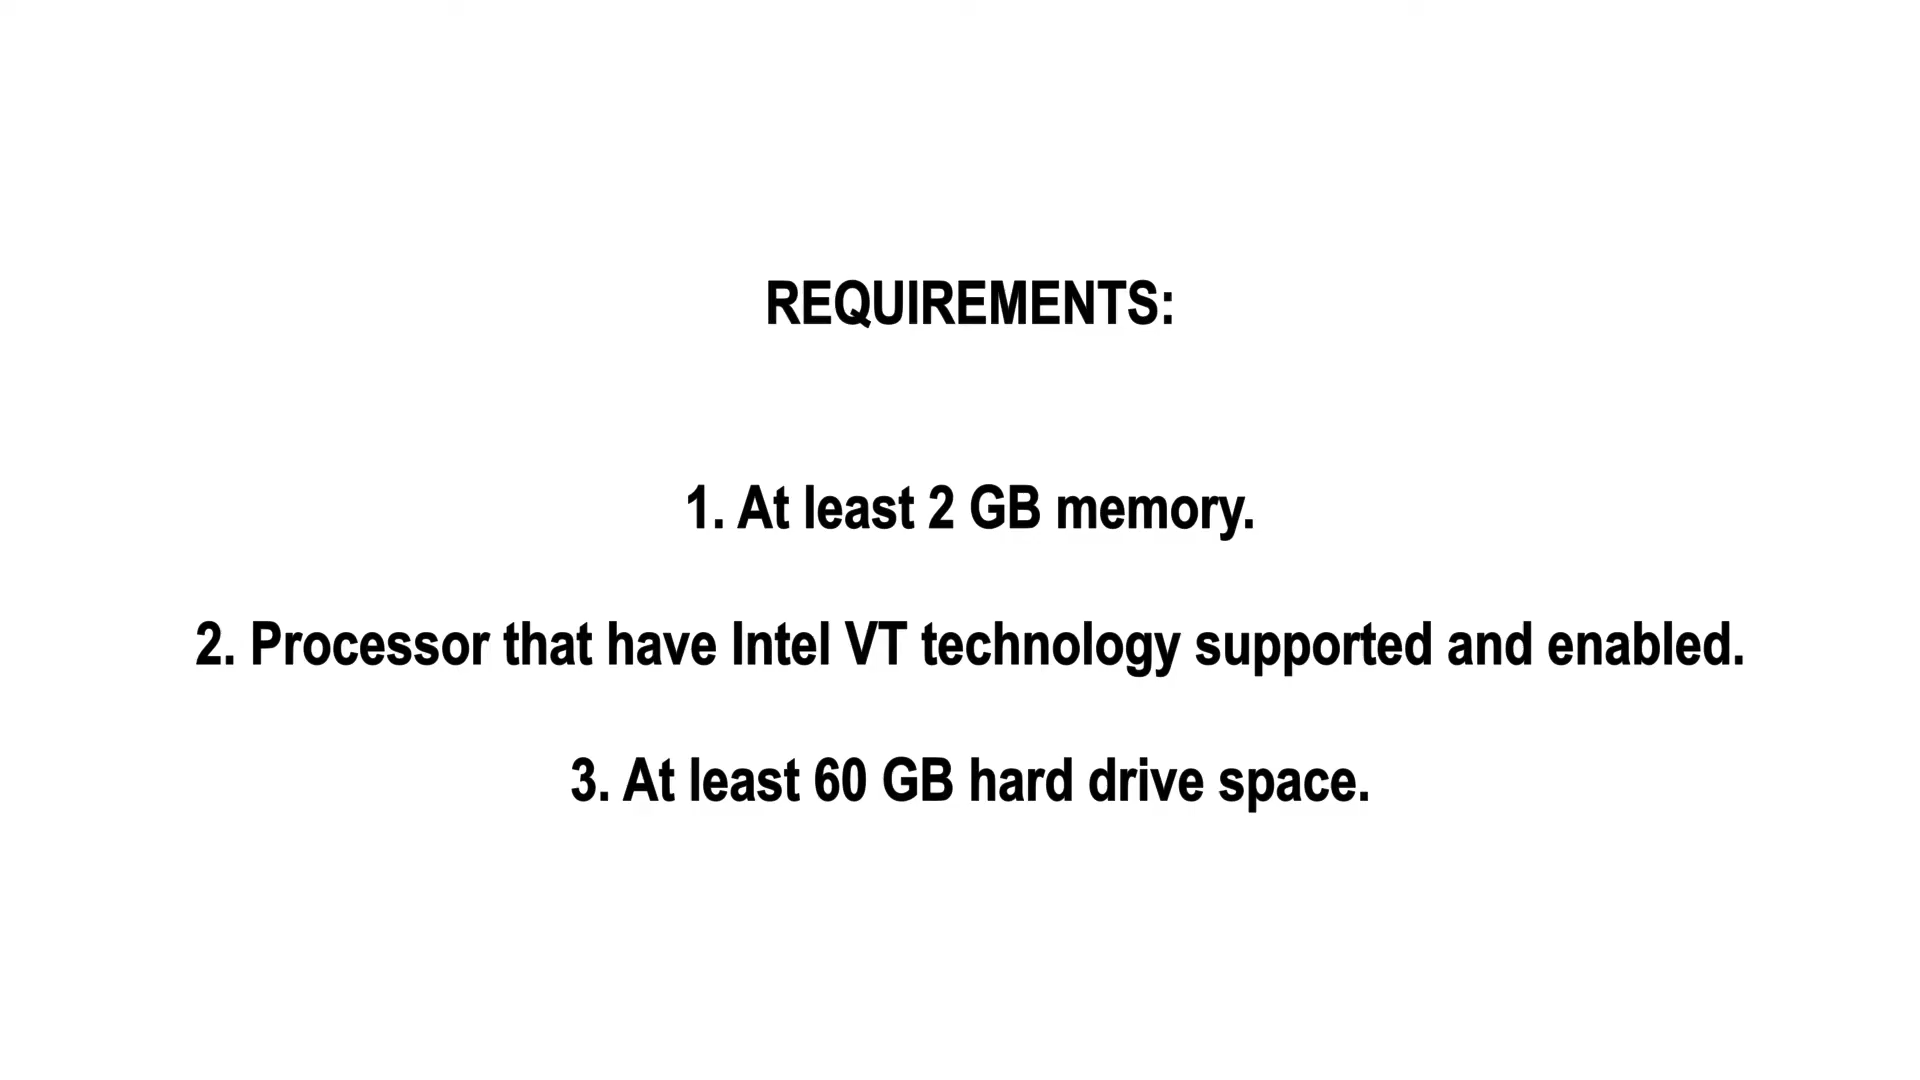 REQUIREMENTS:
1. At least 2 GB memory.
2. Processor that have Intel VT technology supported and enabled.
3. At least 60 GB hard drive space.